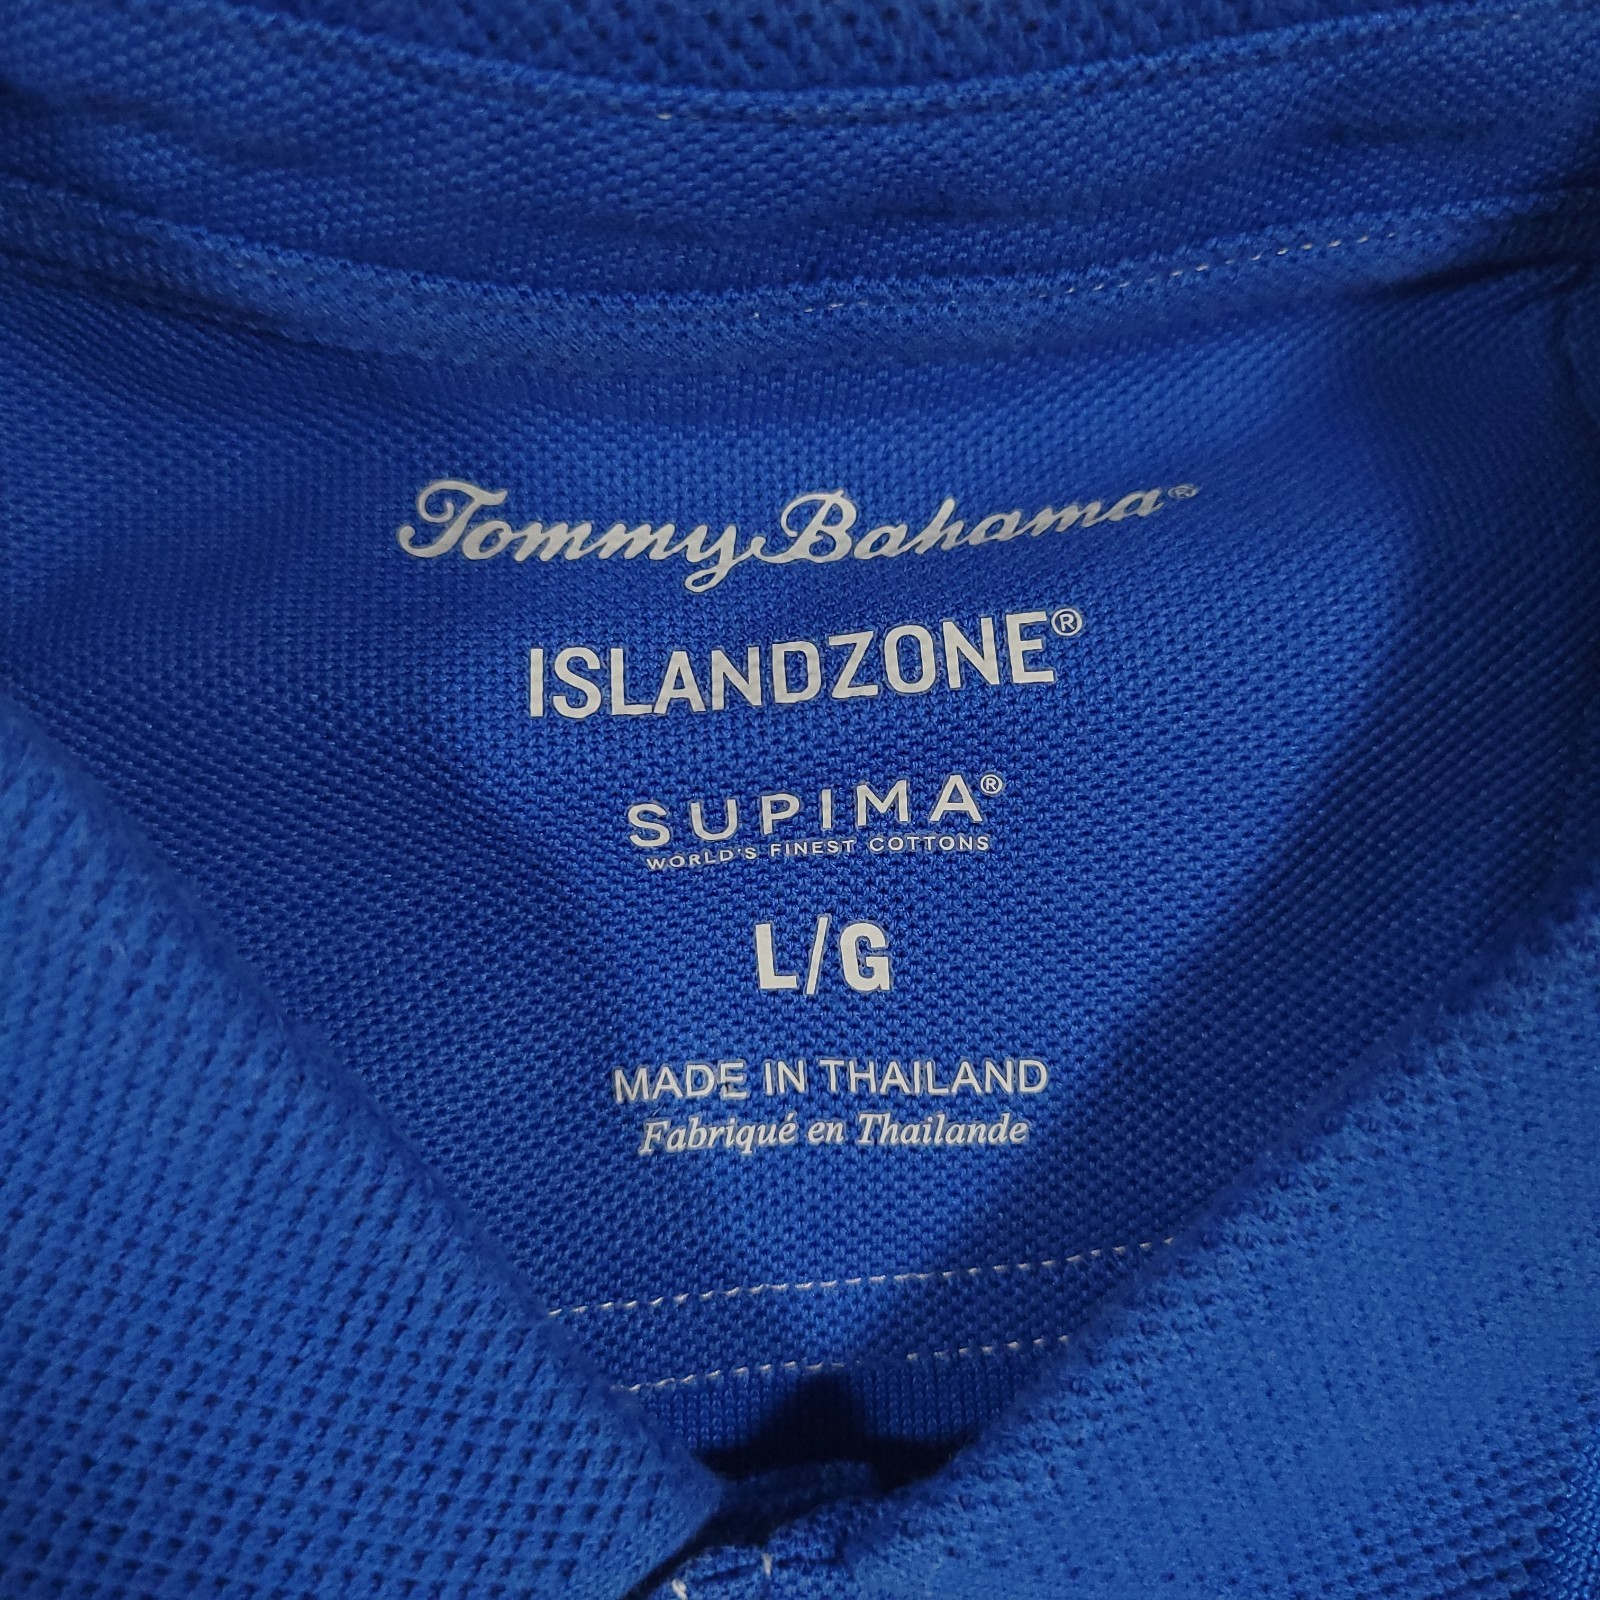 Tommy Bahama®
ISLANDZONE®
SUPIMA®
WORLD'S FINEST COTTONS
L/G
MADE IN THAILAND
Fabriqué en Thailande